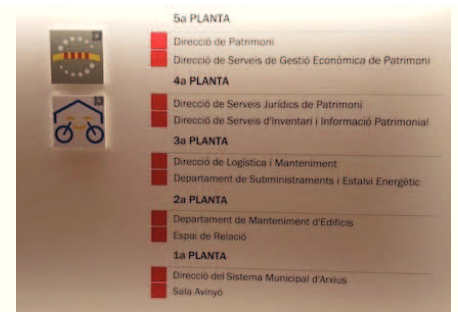 5a PLANTA
Direcció de Patrimoni
Direcció de Serveis de Gestió Econòmica de Patrimoni
4a PLANTA
Direcció de Serveis Jurídics de Patrimoni
Direcció de Serveis d'Inventari i Informació Patrimonial
3a PLANTA
Direcció de Logística i Manteniment
Departament de Subministraments i Estalvi Energètic
2a PLANTA
Departament de Manteniment d'Edificis
Espai de Relació
1a PLANTA
Direcció del Sistema Municipal d'Arxius
Sala Avinyó